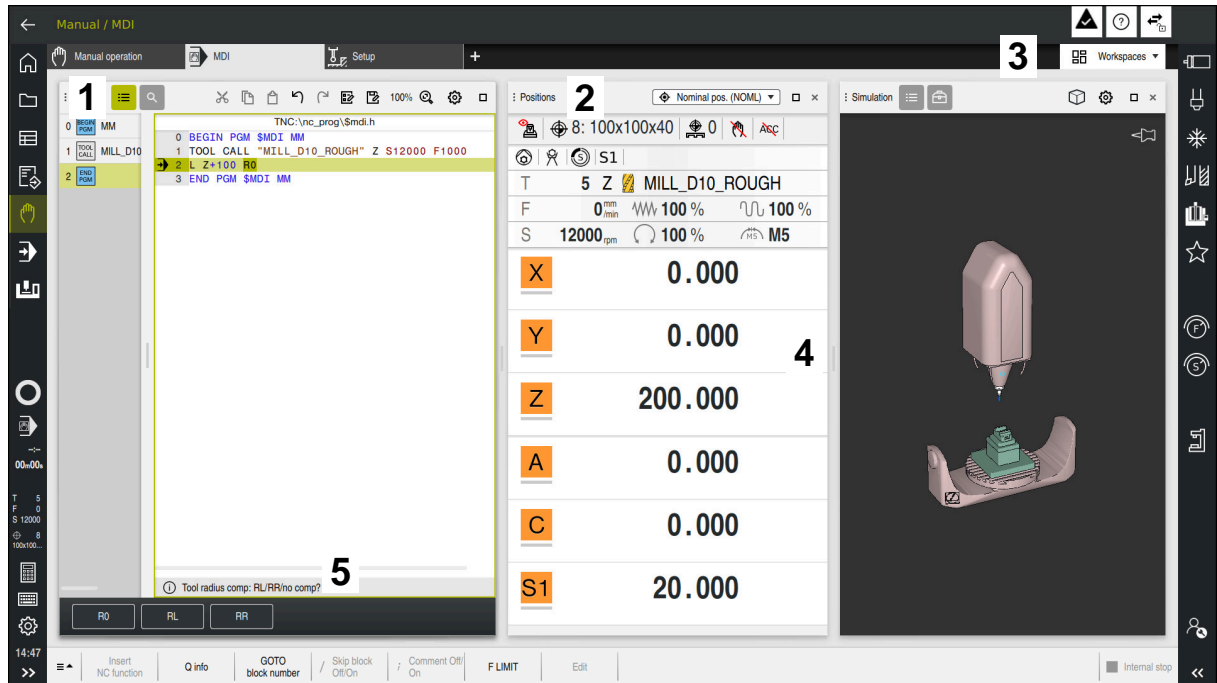 Manual / MDI
Manual operation
MDI
Setup
+
3
Workspaces
1
100%
Positions
2
Nominal pos. (NOML)
Simulation
0 BEGIN PGM MM
1 TOOL CALL MILL_D10
2 END PGM
TNC:\nc_prog\$mdi.h
0 BEGIN PGM $MDI MM
1 TOOL CALL "MILL_D10_ROUGH" Z S12000 F1000
2 L Z+100 R0
3 END PGM $MDI MM
8: 100x100x40 0 ACC
S S1
T 5 Z MILL_D10_ROUGH
F 0 mm/min 100 % 100 %
S 12000 rpm 100 % M5 M5
X 0.000
Y 0.000
4
Z 200.000
A 0.000
C 0.000
S1 20.000
Z
5
Tool radius comp: RL/RR/no comp?
R0 RL RR
F
S
-:-
00m00s
T 5
F 0
S 12000
8
100x100...
14:47
Insert NC function
Q info
GOTO block number
/ Skip block Off/On
; Comment Off/On
F LIMIT
Edit
Internal stop